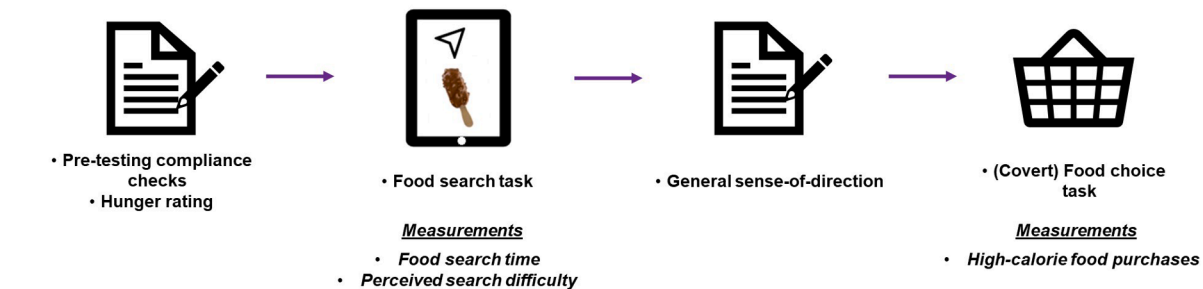 • Pre-testing compliance
checks
• Hunger rating
• Food search task
Measurements
• Food search time
• Perceived search difficulty
• General sense-of-direction
• (Covert) Food choice
task
Measurements
• High-calorie food purchases